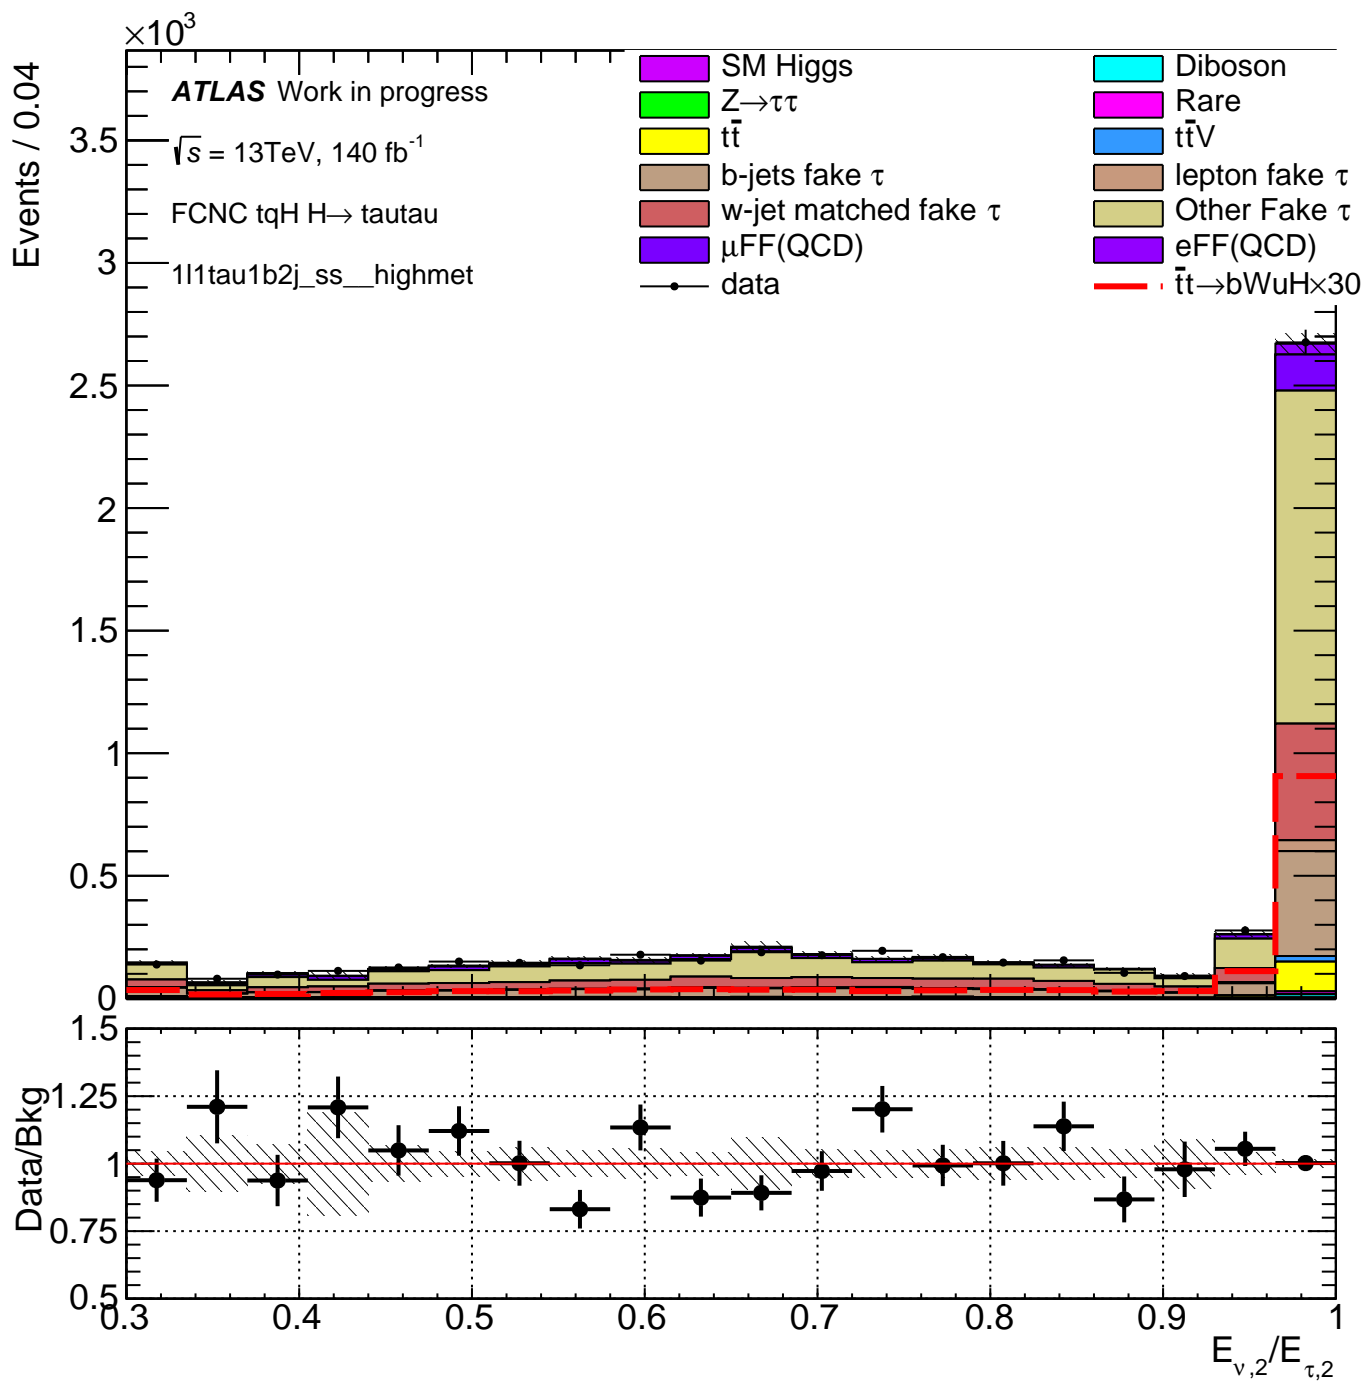 ×10³
Events / 0.04
3.5
3
2.5
2
1.5
1
0.5
0
ATLAS Work in progress
√s = 13TeV, 140 fb⁻¹
FCNC tqH H→ tautau
1l1tau1b2j_ss__highmet
SM Higgs
Z→ττ
tt̄
b-jets fake τ
w-jet matched fake τ
μFF(QCD)
data
Diboson
Rare
tt̄V
lepton fake τ
Other Fake τ
eFF(QCD)
t̄t→bWuH×30
Data/Bkg
1.5
1.25
1
0.75
0.5
0.3 0.4 0.5 0.6 0.7 0.8 0.9 1
E_ν,2/E_τ,2